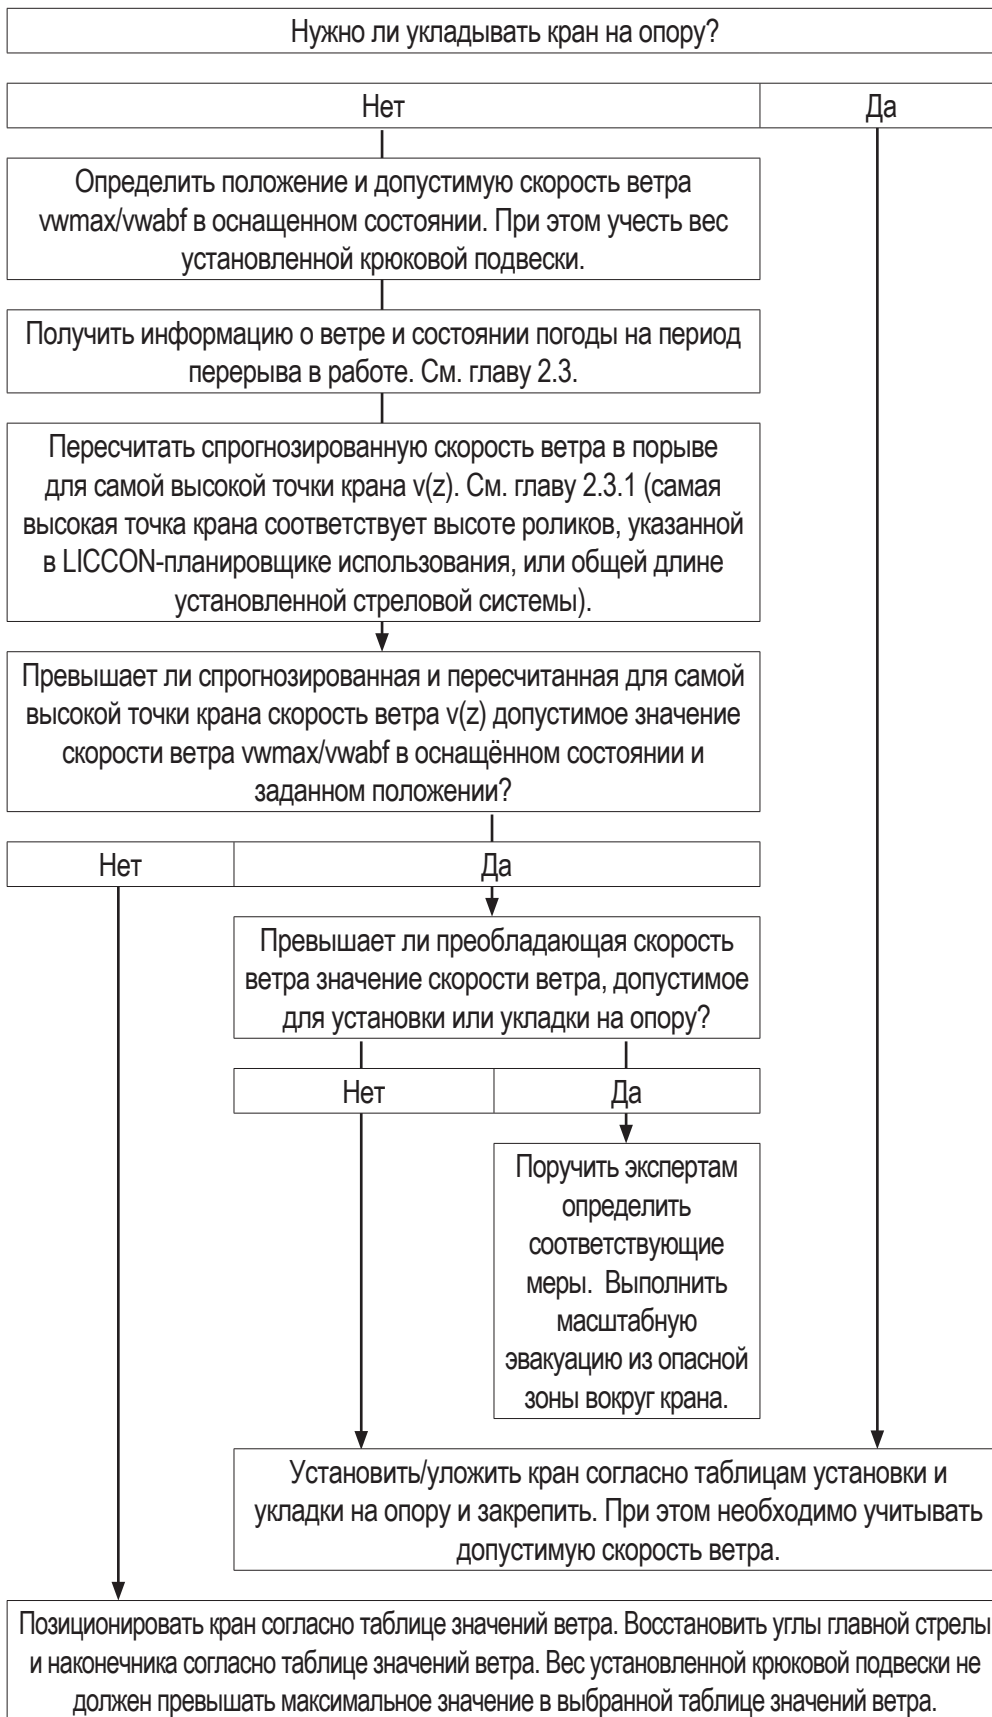 Нужно ли укладывать кран на опору?
Нет
Да
Определить положение и допустимую скорость ветра
vwmax/vwabf в оснащенном состоянии. При этом учесть вес
установленной крюковой подвески.
Получить информацию о ветре и состоянии погоды на период
перерыва в работе. См. главу 2.3.
Пересчитать спрогнозированную скорость ветра в порыве
для самой высокой точки крана v(z). См. главу 2.3.1 (самая
высокая точка крана соответствует высоте роликов, указанной
в LICCON-планировщике использования, или общей длине
установленной стреловой системы).
Превышает ли спрогнозированная и пересчитанная для самой
высокой точки крана скорость ветра v(z) допустимое значение
скорости ветра vwmax/vwabf в оснащённом состоянии и
заданном положении?
Нет
Да
Превышает ли преобладающая скорость
ветра значение скорости ветра, допустимое
для установки или укладки на опору?
Нет
Да
Поручить экспертам
определить
соответствующие
меры. Выполнить
масштабную
эвакуацию из опасной
зоны вокруг крана.
Установить/уложить кран согласно таблицам установки и
укладки на опору и закрепить. При этом необходимо учитывать
допустимую скорость ветра.
Позиционировать кран согласно таблице значений ветра. Восстановить углы главной стрелы
и наконечника согласно таблице значений ветра. Вес установленной крюковой подвески не
должен превышать максимальное значение в выбранной таблице значений ветра.